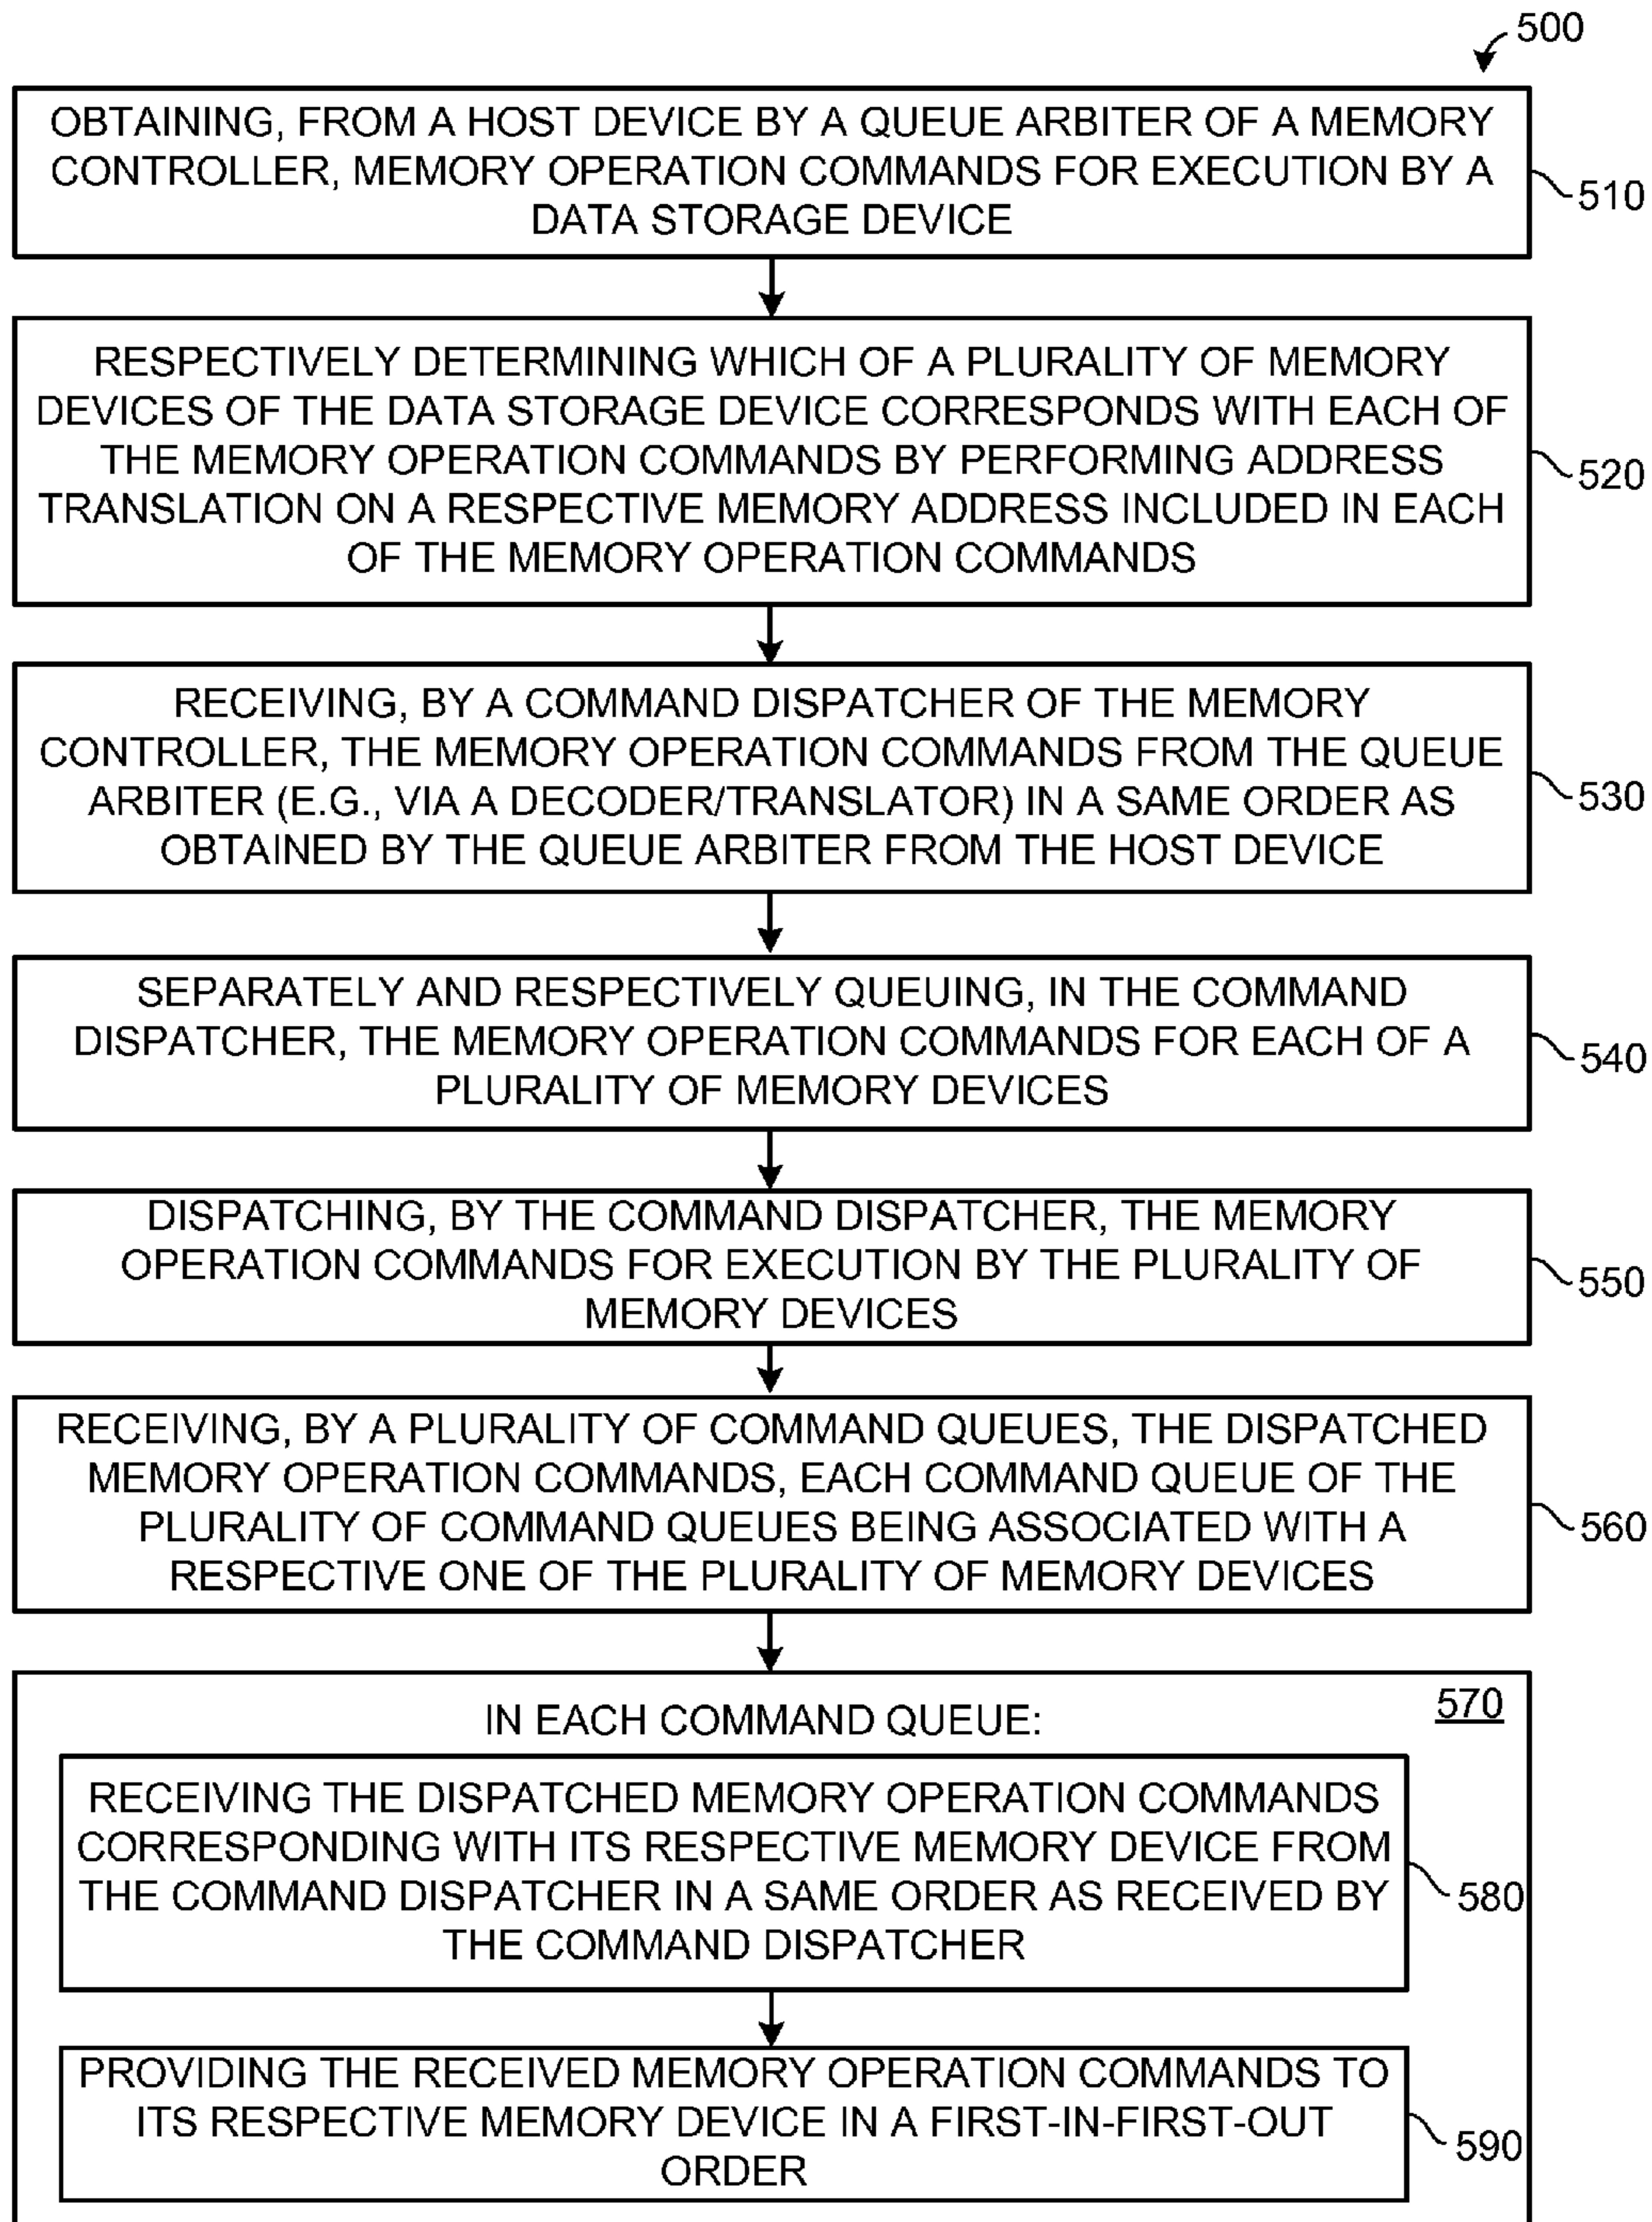 500
OBTAINING, FROM A HOST DEVICE BY A QUEUE ARBITER OF A MEMORY
CONTROLLER, MEMORY OPERATION COMMANDS FOR EXECUTION BY A
DATA STORAGE DEVICE
510
RESPECTIVELY DETERMINING WHICH OF A PLURALITY OF MEMORY
DEVICES OF THE DATA STORAGE DEVICE CORRESPONDS WITH EACH OF
THE MEMORY OPERATION COMMANDS BY PERFORMING ADDRESS
TRANSLATION ON A RESPECTIVE MEMORY ADDRESS INCLUDED IN EACH
OF THE MEMORY OPERATION COMMANDS
520
RECEIVING, BY A COMMAND DISPATCHER OF THE MEMORY
CONTROLLER, THE MEMORY OPERATION COMMANDS FROM THE QUEUE
ARBITER (E.G., VIA A DECODER/TRANSLATOR) IN A SAME ORDER AS
OBTAINED BY THE QUEUE ARBITER FROM THE HOST DEVICE
530
SEPARATELY AND RESPECTIVELY QUEUING, IN THE COMMAND
DISPATCHER, THE MEMORY OPERATION COMMANDS FOR EACH OF A
PLURALITY OF MEMORY DEVICES
540
DISPATCHING, BY THE COMMAND DISPATCHER, THE MEMORY
OPERATION COMMANDS FOR EXECUTION BY THE PLURALITY OF
MEMORY DEVICES
550
RECEIVING, BY A PLURALITY OF COMMAND QUEUES, THE DISPATCHED
MEMORY OPERATION COMMANDS, EACH COMMAND QUEUE OF THE
PLURALITY OF COMMAND QUEUES BEING ASSOCIATED WITH A
RESPECTIVE ONE OF THE PLURALITY OF MEMORY DEVICES
560
IN EACH COMMAND QUEUE:
570
RECEIVING THE DISPATCHED MEMORY OPERATION COMMANDS
CORRESPONDING WITH ITS RESPECTIVE MEMORY DEVICE FROM
THE COMMAND DISPATCHER IN A SAME ORDER AS RECEIVED BY
THE COMMAND DISPATCHER
580
PROVIDING THE RECEIVED MEMORY OPERATION COMMANDS TO
ITS RESPECTIVE MEMORY DEVICE IN A FIRST-IN-FIRST-OUT
ORDER
590